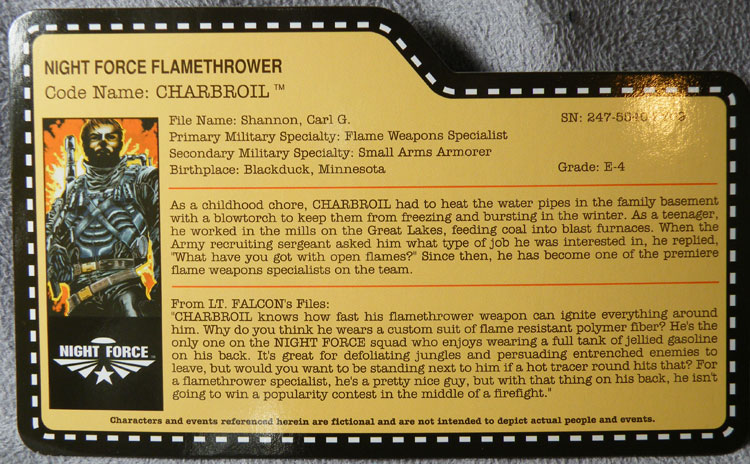 NIGHT FORCE FLAMETHROWER
Code Name: CHARBROIL™
File Name: Shannon, Carl G.
SN: 247-5040
Primary Military Specialty: Flame Weapons Specialist
Secondary Military Specialty: Small Arms Armorer
Birthplace: Blackduck, Minnesota
Grade: E-4
As a childhood chore, CHARBROIL had to heat the water pipes in the family basement
with a blowtorch to keep them from freezing and bursting in the winter. As a teenager,
he worked in the mills on the Great Lakes, feeding coal into blast furnaces. When the
Army recruiting sergeant asked him what type of job he was interested in, he replied,
"What have you got with open flames?" Since then, he has become one of the premiere
flame weapons specialists on the team.
From LT. FALCON's Files:
"CHARBROIL knows how fast his flamethrower weapon can ignite everything around
him. Why do you think he wears a custom suit of flame resistant polymer fiber? He's the
only one on the NIGHT FORCE squad who enjoys wearing a full tank of jellied gasoline
on his back. It's great for defoliating jungles and persuading entrenched enemies to
leave, but would you want to be standing next to him if a hot tracer round hits that? For
a flamethrower specialist, he's a pretty nice guy, but with that thing on his back, he isn't
going to win a popularity contest in the middle of a firefight."
NIGHT FORCE
Characters and events referenced herein are fictional and are not intended to depict actual people and events.